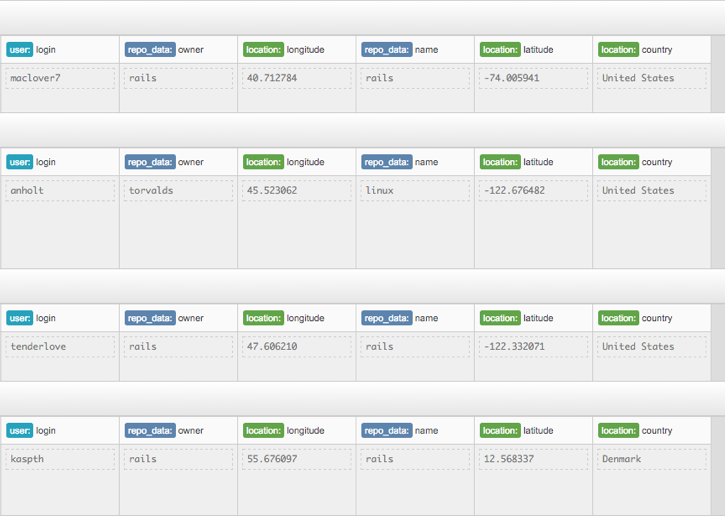 user: login repo_data: owner location: longitude repo_data: name location: latitude location: country
maclover7 rails 40.712784 rails -74.005941 United States
user: login repo_data: owner location: longitude repo_data: name location: latitude location: country
anholt torvalds 45.523062 linux -122.676482 United States
user: login repo_data: owner location: longitude repo_data: name location: latitude location: country
tenderlove rails 47.606210 rails -122.332071 United States
user: login repo_data: owner location: longitude repo_data: name location: latitude location: country
kaspth rails 55.676097 rails 12.568337 Denmark